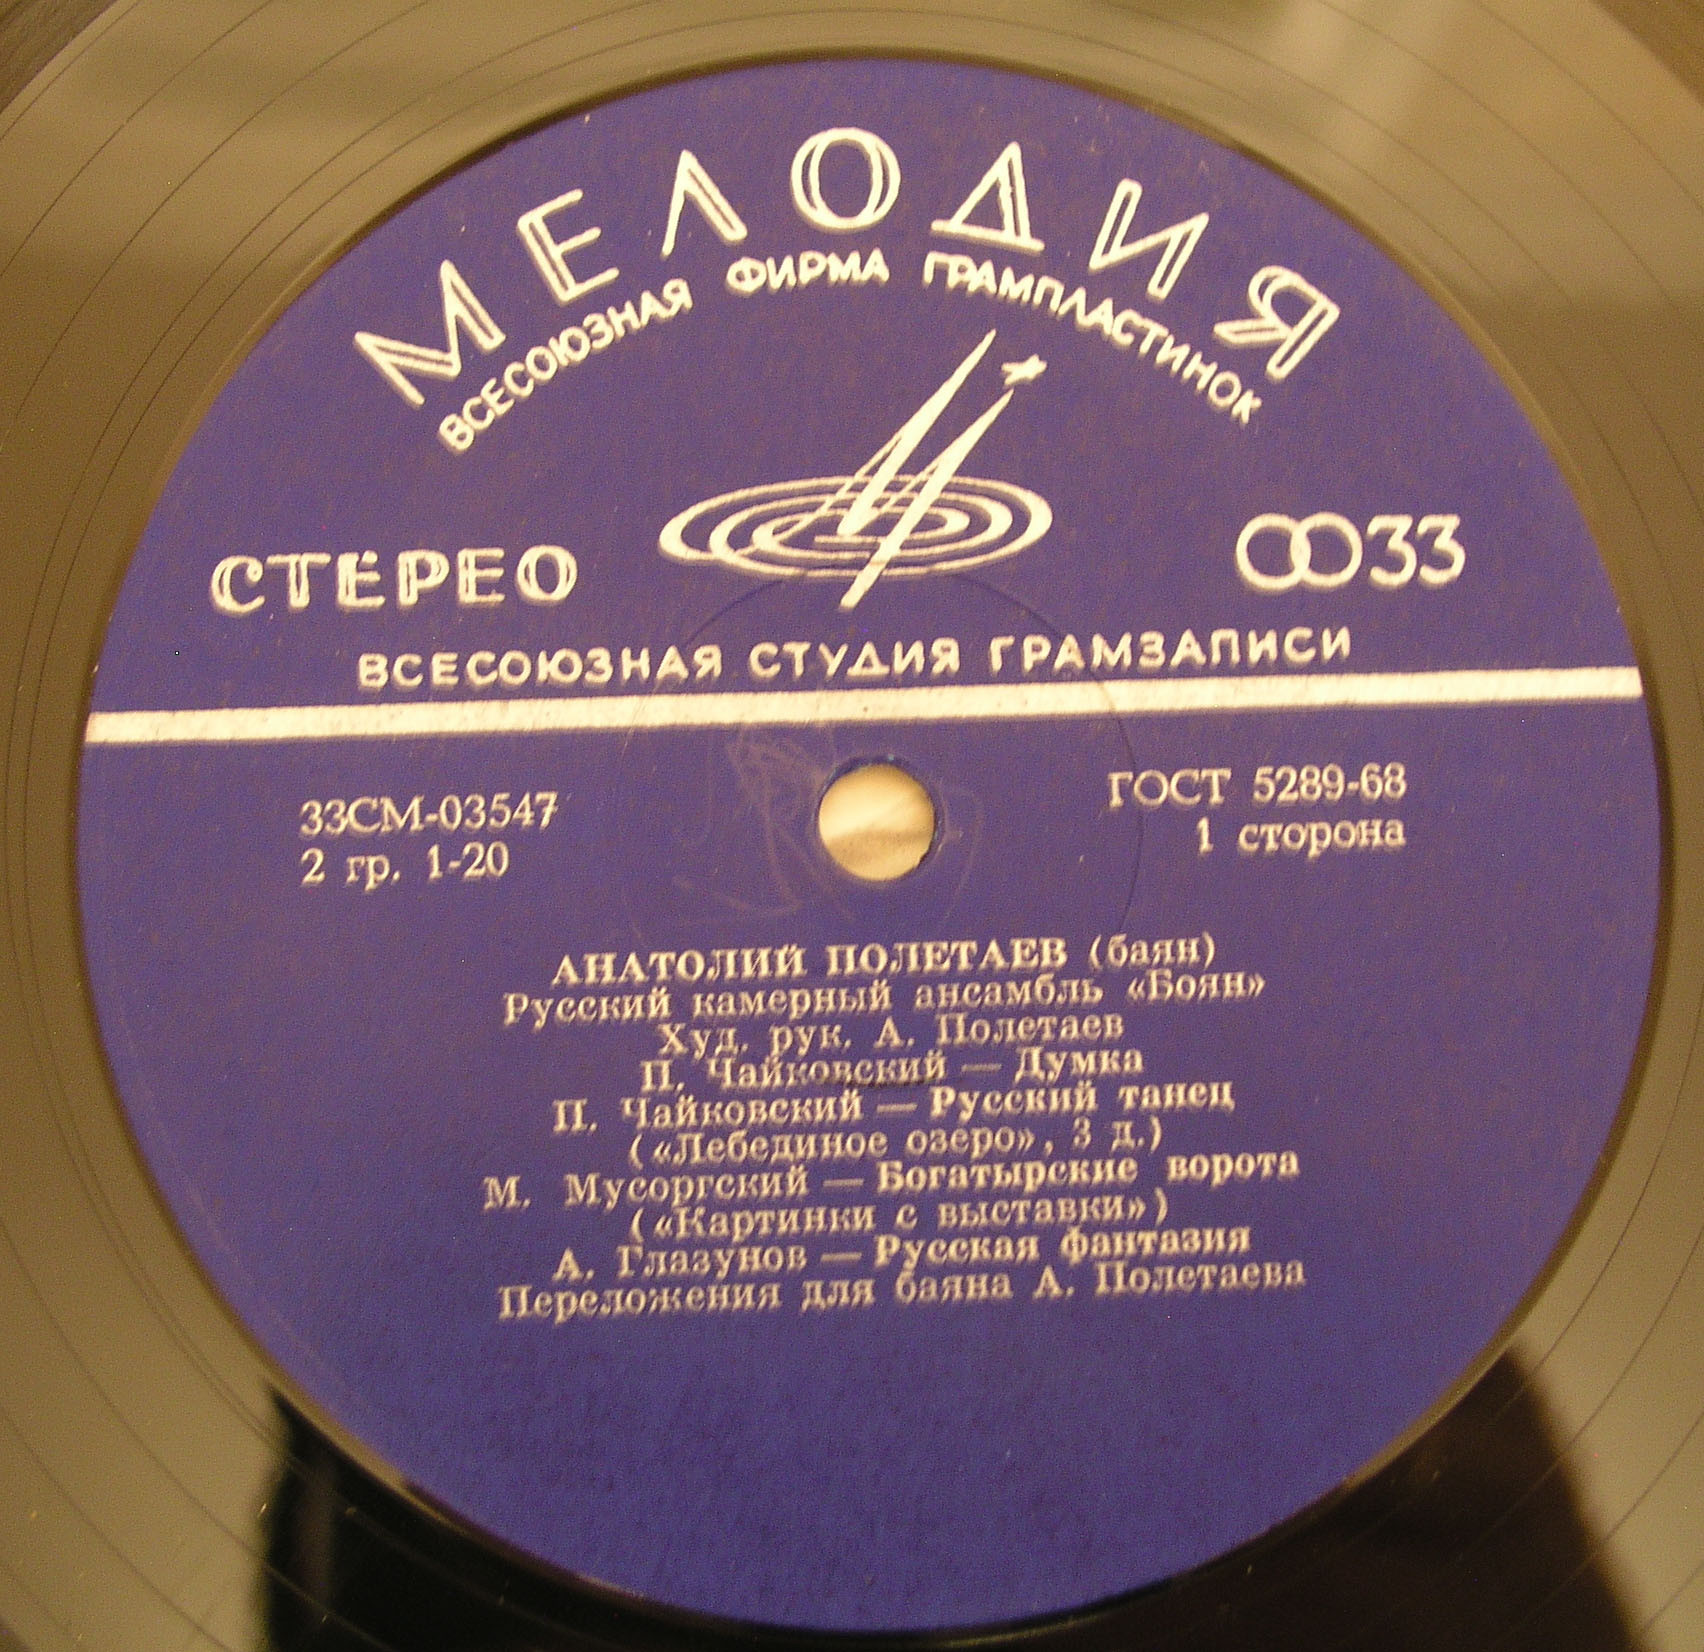 МЕЛОДИЯ
ВСЕСОЮЗНАЯ ФИРМА ГРАМПЛАСТИНОК
СТЕРЕО
33
ВСЕСОЮЗНАЯ СТУДИЯ ГРАМЗАПИСИ
33СМ-03547
ГОСТ 5289-68
2 гр. 1-20
1 сторона
АНАТОЛИЙ ПОЛЕТАЕВ (баян)
Русский камерный ансамбль «Боян»
Худ. рук. А. Полетаев
П. Чайковский — Думка
П. Чайковский — Русский танец
(«Лебединое озеро», 3 д.)
М. Мусоргский — Богатырские ворота
(«Картинки с выставки»)
А. Глазунов — Русская фантазия
Переложения для баяна А. Полетаева